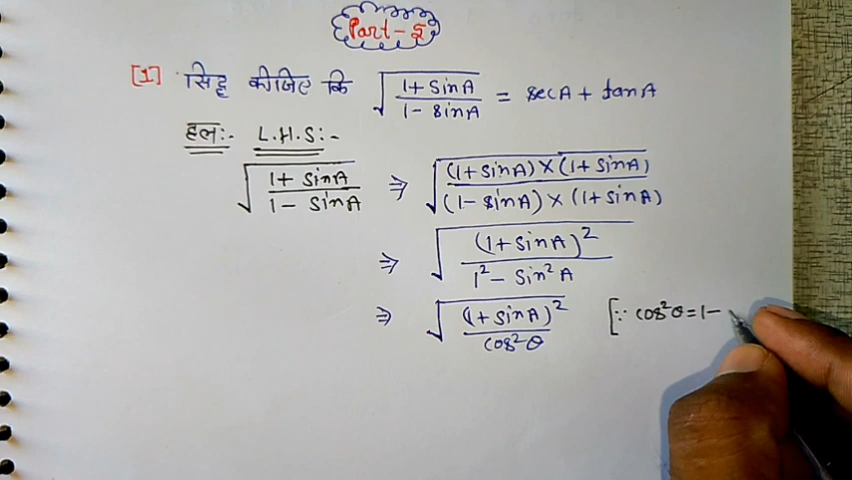 Part-2
[1] सिद्ध कीजिए कि √((1+sinA)/(1-sinA)) = secA + tanA
हल:- L.H.S:-
√((1+sinA)/(1-sinA)) ⇒ √(((1+sinA)×(1+sinA))/((1-sinA)×(1+sinA)))
⇒ √((1+sinA)²/(1²-sin²A))
⇒ √((1+sinA)²/cos²θ) [∵ cos²θ=1-